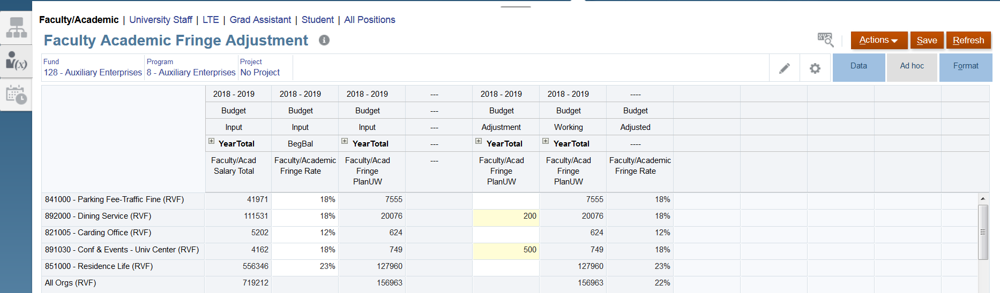 Faculty/Academic | University Staff | LTE | Grad Assistant | Student | All Positions
Faculty Academic Fringe Adjustment
Actions Save Refresh
Fund Program Project
128 - Auxiliary Enterprises 8 - Auxiliary Enterprises No Project
Data Ad hoc Format
2018 - 2019 2018 - 2019 2018 - 2019 --- 2018 - 2019 2018 - 2019 ----
Budget Budget Budget --- Budget Budget Budget
Input Input Input --- Adjustment Working Adjusted
YearTotal BegBal YearTotal --- YearTotal YearTotal ----
Faculty/Acad Faculty/Academic Faculty/Acad --- Faculty/Acad Faculty/Acad Faculty/Academic
Salary Total Fringe Rate Fringe Fringe Fringe Fringe Rate
PlanUW PlanUW PlanUW
841000 - Parking Fee-Traffic Fine (RVF) 41971 18% 7555 7555 18%
892000 - Dining Service (RVF) 111531 18% 20076 200 20076 18%
821005 - Carding Office (RVF) 5202 12% 624 624 12%
891030 - Conf & Events - Univ Center (RVF) 4162 18% 749 500 749 18%
851000 - Residence Life (RVF) 556346 23% 127960 127960 23%
All Orgs (RVF) 719212 156963 156963 22%